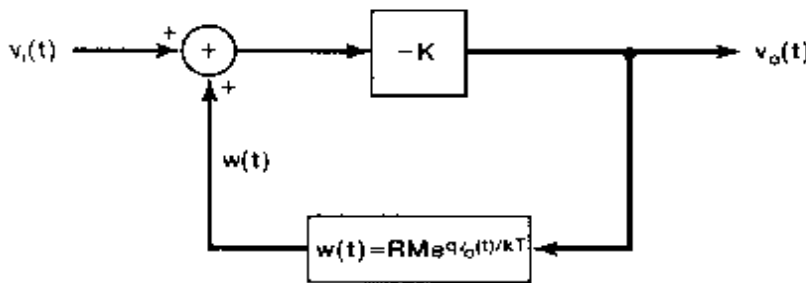 vᵢ(t)
+
+
+
−K
vₒ(t)
w(t)
w(t)=RMe^qvₒ(t)/kT